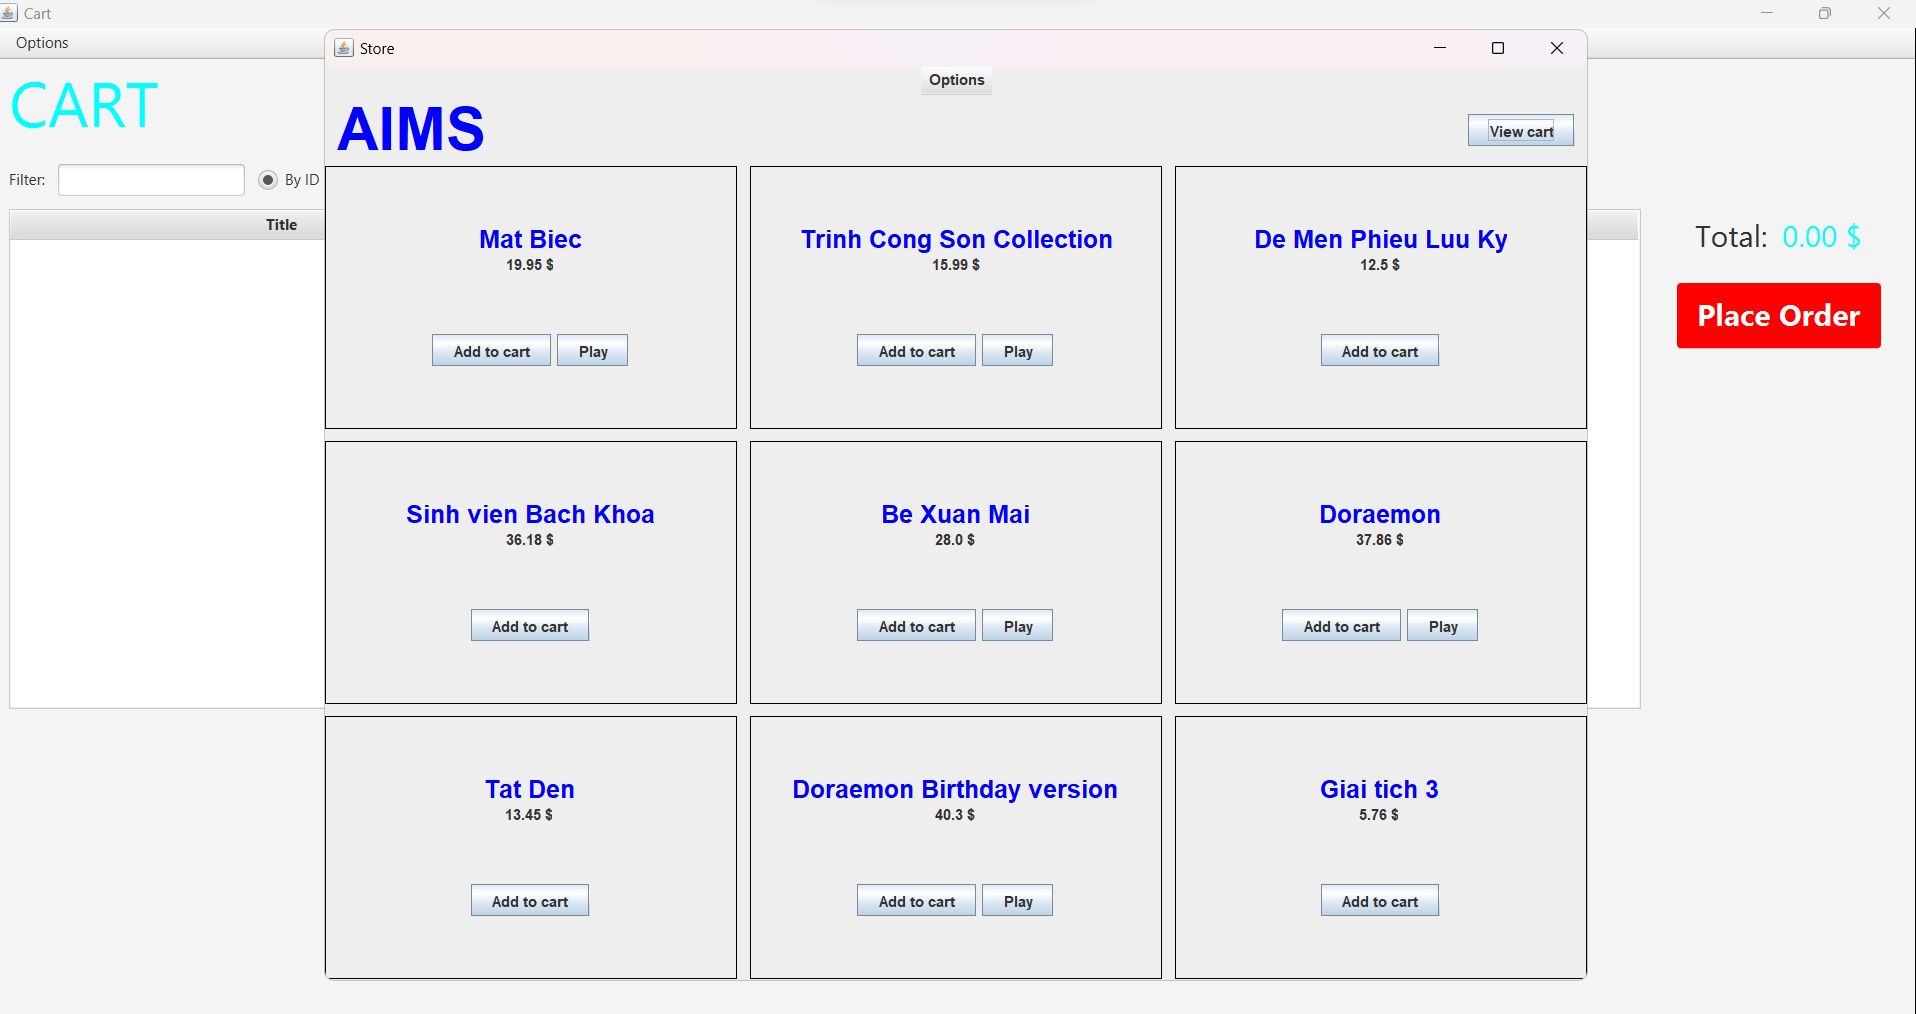 Cart
Options
CART
Filter:
By ID
Title
Total: 0.00 $
Place Order
Store
Options
AIMS
View cart
Mat Biec
19.95 $
Add to cart
Play
Trinh Cong Son Collection
15.99 $
Add to cart
Play
De Men Phieu Luu Ky
12.5 $
Add to cart
Sinh vien Bach Khoa
36.18 $
Add to cart
Be Xuan Mai
28.0 $
Add to cart
Play
Doraemon
37.86 $
Add to cart
Play
Tat Den
13.45 $
Add to cart
Doraemon Birthday version
40.3 $
Add to cart
Play
Giai tich 3
5.76 $
Add to cart